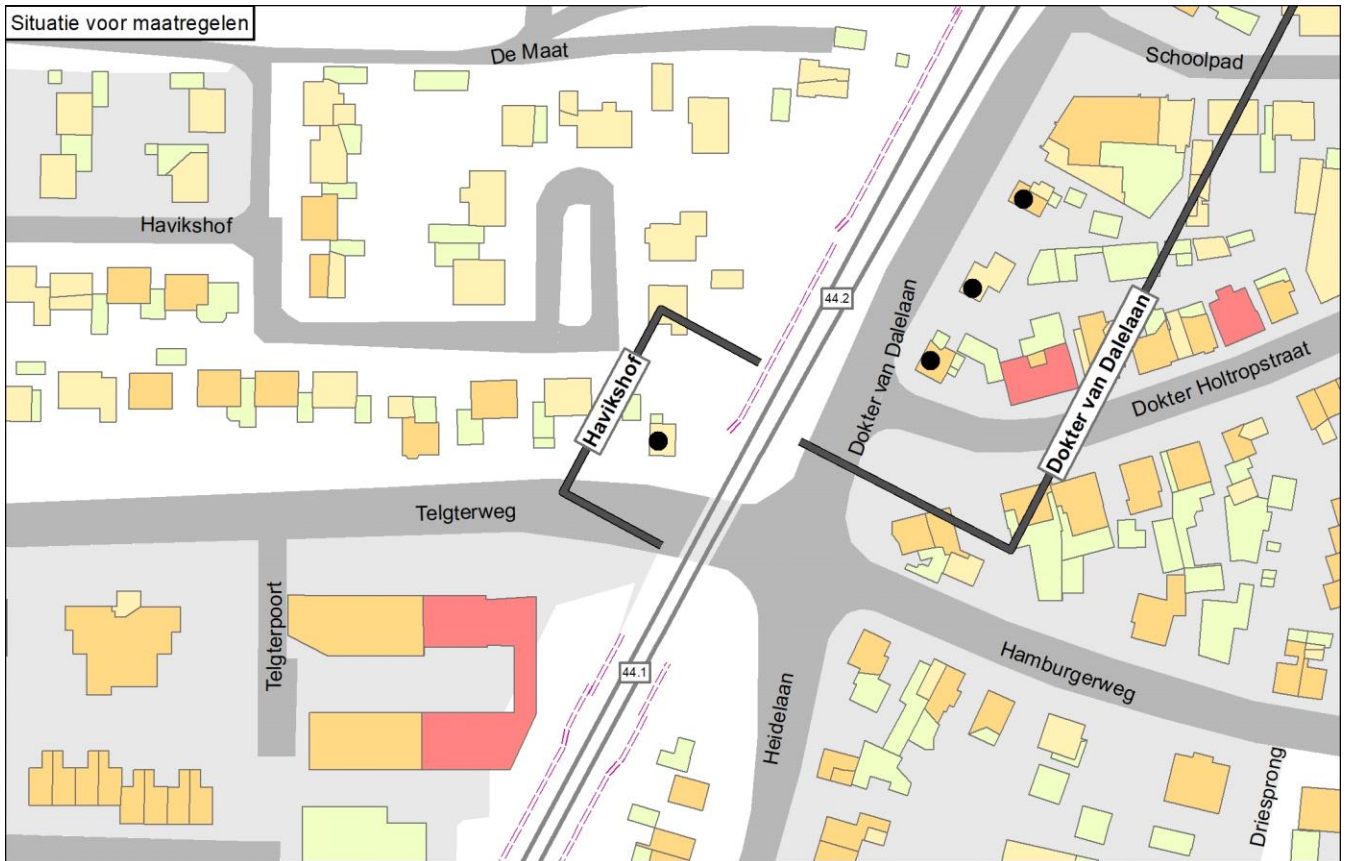 Situatie voor maatregelen
De Maat
Schoolpad
Havikshof
44.2
Dokter van Dalelaan
Dokter van Dalelaan
Havikshof
Dokter Holtropstraat
Telgterweg
Telgterpoort
44.1
Heidelaan
Hamburgerweg
Driesprong